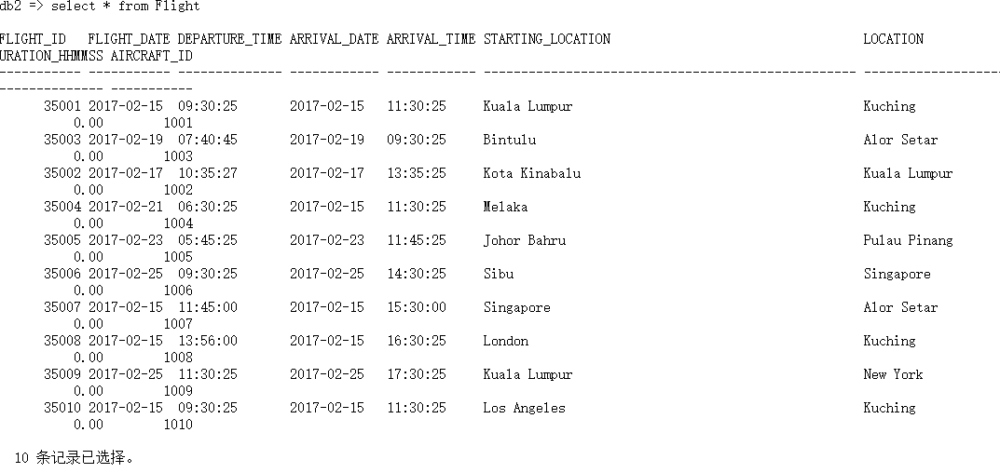 db2 => select * from Flight
FLIGHT_ID FLIGHT_DATE DEPARTURE_TIME ARRIVAL_DATE ARRIVAL_TIME STARTING_LOCATION LOCATION
URATION_HHMMSS AIRCRAFT_ID
----------- ----------- -------------- ------------ ------------ -------------------------------------------------- ------------------
-------------- -----------
35001 2017-02-15 09:30:25 2017-02-15 11:30:25 Kuala Lumpur Kuching
0.00 1001
35003 2017-02-19 07:40:45 2017-02-19 09:30:25 Bintulu Alor Setar
0.00 1003
35002 2017-02-17 10:35:27 2017-02-17 13:35:25 Kota Kinabalu Kuala Lumpur
0.00 1002
35004 2017-02-21 06:30:25 2017-02-15 11:30:25 Melaka Kuching
0.00 1004
35005 2017-02-23 05:45:25 2017-02-23 11:45:25 Johor Bahru Pulau Pinang
0.00 1005
35006 2017-02-25 09:30:25 2017-02-25 14:30:25 Sibu Singapore
0.00 1006
35007 2017-02-15 11:45:00 2017-02-15 15:30:00 Singapore Alor Setar
0.00 1007
35008 2017-02-15 13:56:00 2017-02-15 16:30:25 London Kuching
0.00 1008
35009 2017-02-25 11:30:25 2017-02-25 17:30:25 Kuala Lumpur New York
0.00 1009
35010 2017-02-15 09:30:25 2017-02-15 11:30:25 Los Angeles Kuching
0.00 1010
10 条记录已选择。